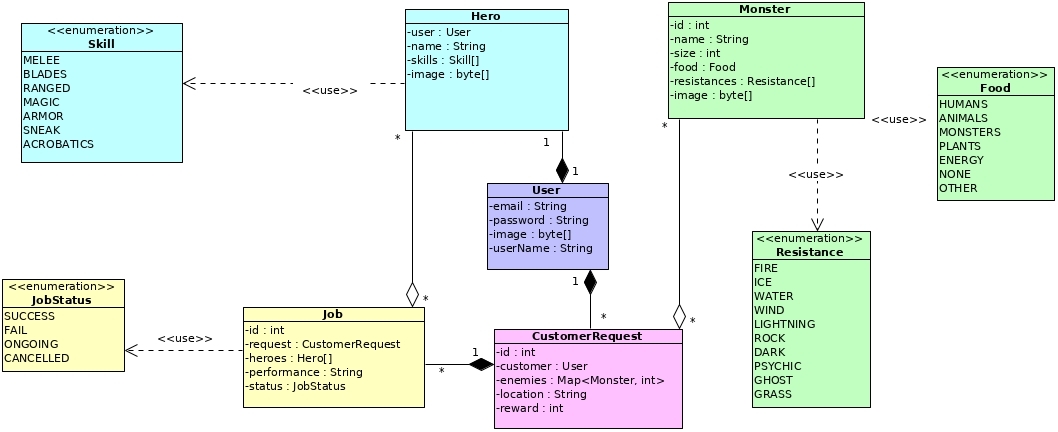 <<enumeration>>
Skill
MELEE
BLADES
RANGED
MAGIC
ARMOR
SNEAK
ACROBATICS
<<use>>
Hero
-user : User
-name : String
-skills : Skill[]
-image : byte[]
*
1
1
Monster
-id : int
-name : String
-size : int
-food : Food
-resistances : Resistance[]
-image : byte[]
*
<<use>>
<<use>>
<<enumeration>>
Food
HUMANS
ANIMALS
MONSTERS
PLANTS
ENERGY
NONE
OTHER
User
-email : String
-password : String
-image : byte[]
-userName : String
1
*
<<enumeration>>
Resistance
FIRE
ICE
WATER
WIND
LIGHTNING
ROCK
DARK
PSYCHIC
GHOST
GRASS
<<enumeration>>
JobStatus
SUCCESS
FAIL
ONGOING
CANCELLED
<<use>>
*
Job
-id : int
-request : CustomerRequest
-heroes : Hero[]
-performance : String
-status : JobStatus
1
*
*
CustomerRequest
-id : int
-customer : User
-enemies : Map<Monster, int>
-location : String
-reward : int